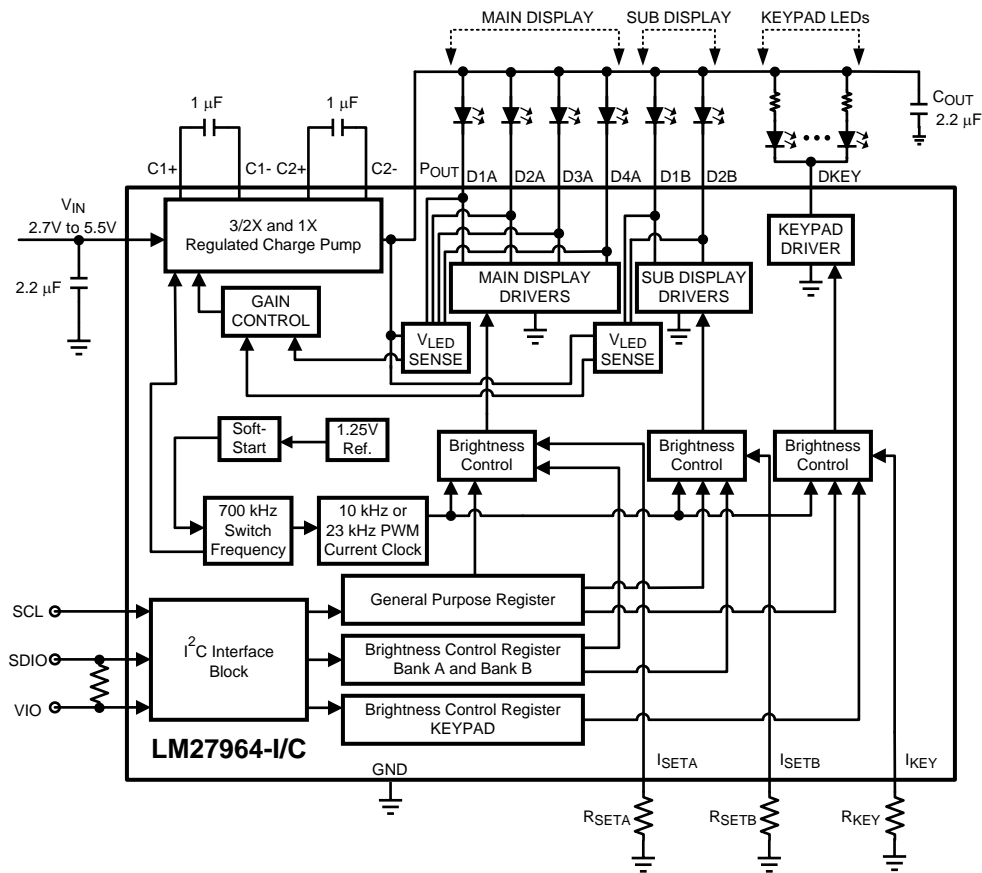 MAIN DISPLAY
SUB DISPLAY
KEYPAD LEDs
1 µF
1 µF
COUT
2.2 µF
C1+
C1-
C2+
C2-
POUT
D1A
D2A
D3A
D4A
D1B
D2B
DKEY
VIN
2.7V to 5.5V
2.2 µF
3/2X and 1X
Regulated Charge Pump
KEYPAD
DRIVER
MAIN DISPLAY
DRIVERS
SUB DISPLAY
DRIVERS
GAIN
CONTROL
VLED
SENSE
VLED
SENSE
Soft-
Start
1.25V
Ref.
Brightness
Control
Brightness
Control
Brightness
Control
700 kHz
Switch
Frequency
10 kHz or
23 kHz PWM
Current Clock
SCL
SDIO
VIO
I2C Interface
Block
General Purpose Register
Brightness Control Register
Bank A and Bank B
Brightness Control Register
KEYPAD
LM27964-I/C
GND
ISETA
ISETB
IKEY
RSETA
RSETB
RKEY